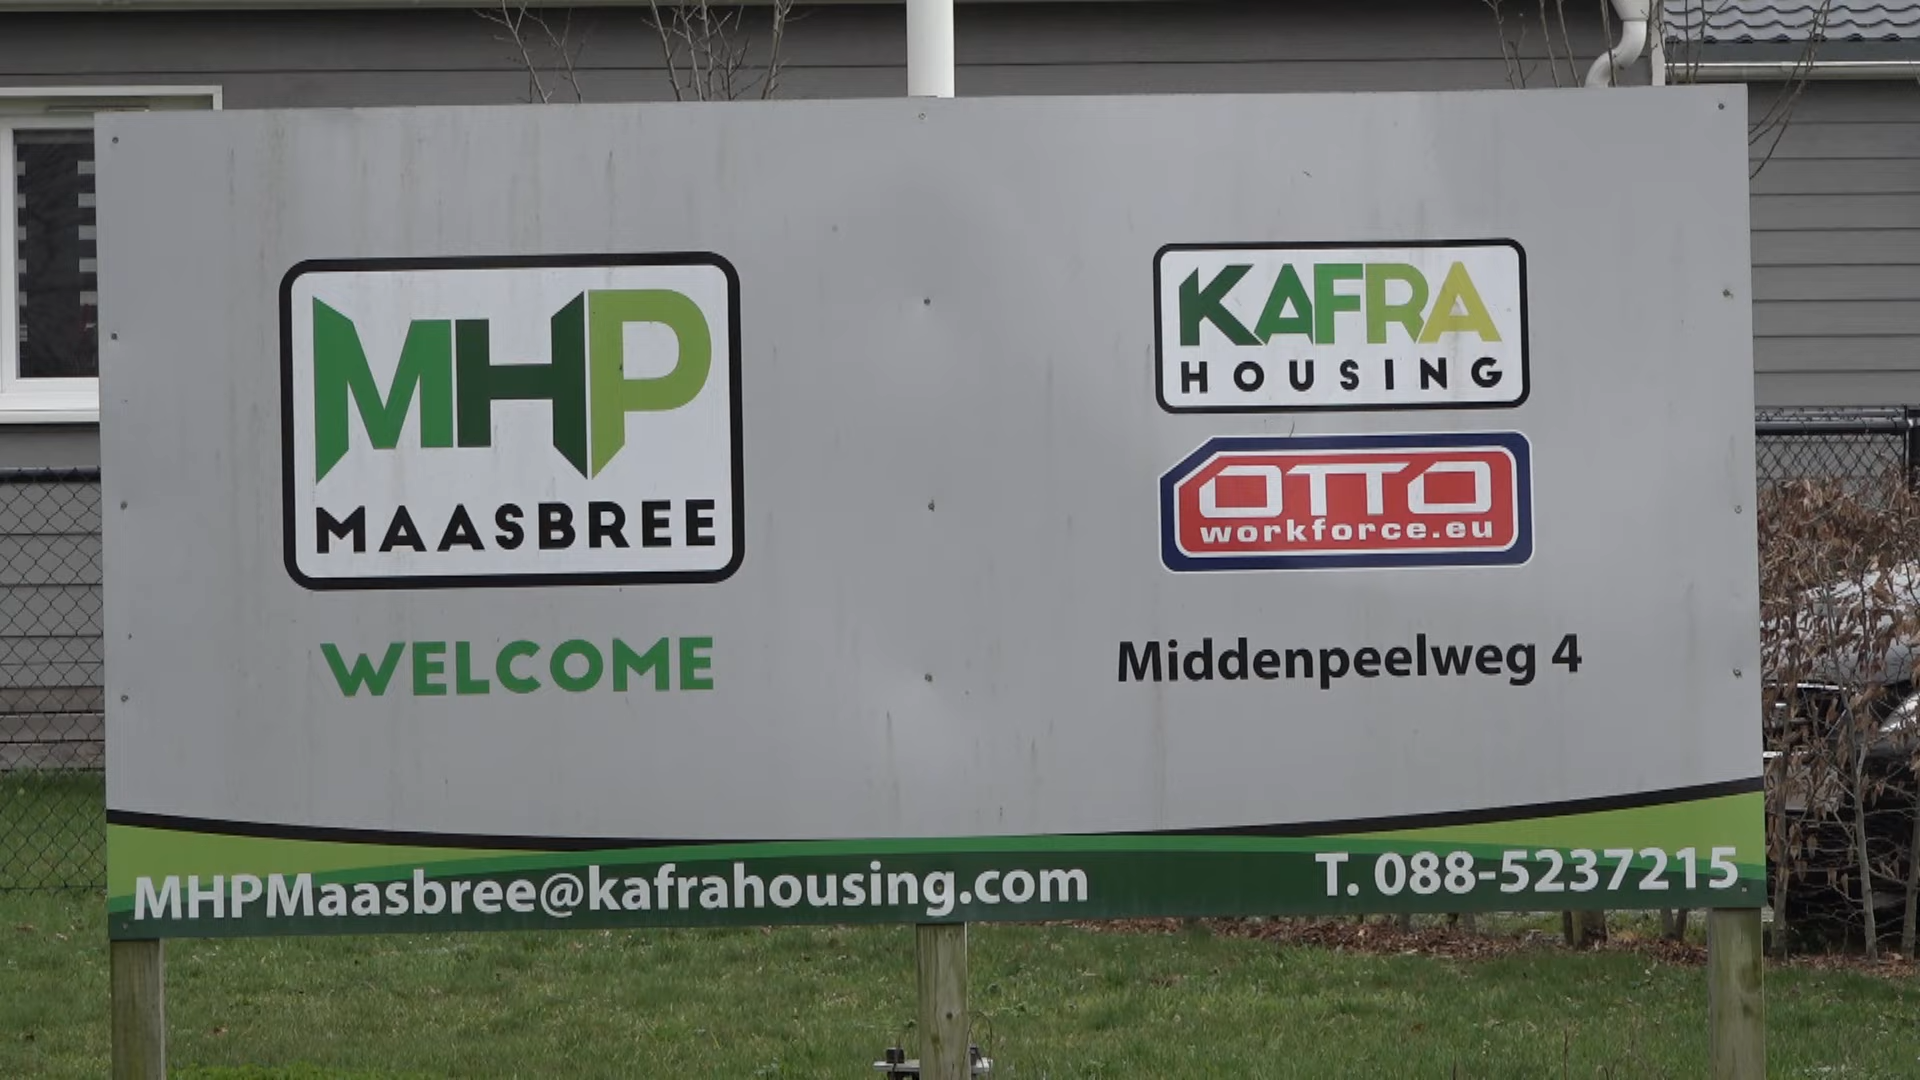 MHP
MAASBREE
WELCOME
KAFRA
HOUSING
OTTO
workforce.eu
Middenpeelweg 4
MHPMaasbree@kafrahousing.com
T. 088-5237215